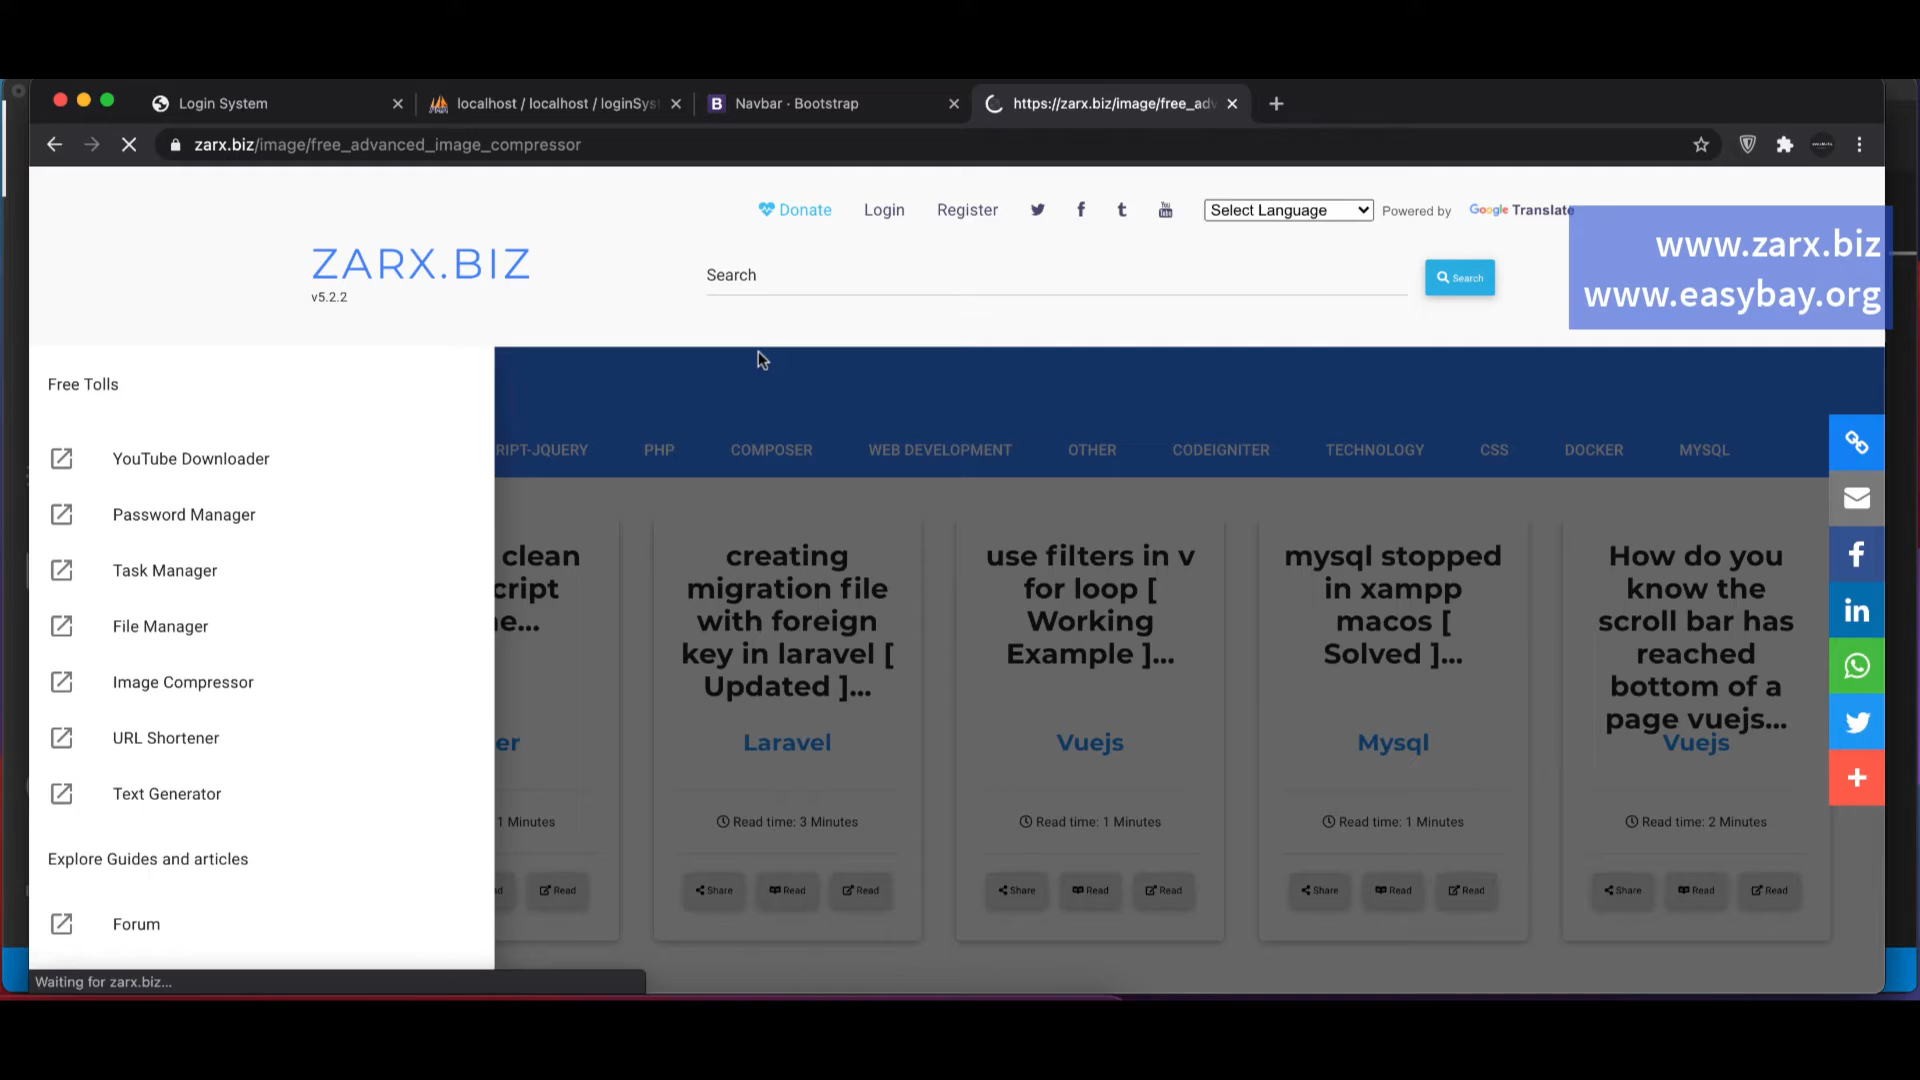 Login System
localhost / localhost / loginSys
Navbar · Bootstrap
https://zarx.biz/image/free_adv
zarx.biz/image/free_advanced_image_compressor
Donate
Login
Register
Select Language
Powered by
Google Translate
www.zarx.biz
www.easybay.org
ZARX.BIZ
v5.2.2
Search
Search
Free Tolls
YouTube Downloader
Password Manager
Task Manager
File Manager
Image Compressor
URL Shortener
Text Generator
Explore Guides and articles
Forum
RIPT-JQUERY
PHP
COMPOSER
WEB DEVELOPMENT
OTHER
CODEIGNITER
TECHNOLOGY
CSS
DOCKER
MYSQL
clean
cript
e...
er
1 Minutes
Read
creating
migration file
with foreign
key in laravel [
Updated ]...
Laravel
Read time: 3 Minutes
Share
Read
Read
use filters in v
for loop [
Working
Example ]...
Vuejs
Read time: 1 Minutes
Share
Read
Read
mysql stopped
in xampp
macos [
Solved ]...
Mysql
Read time: 1 Minutes
Share
Read
Read
How do you
know the
scroll bar has
reached
bottom of a
page vuejs...
Vuejs
Read time: 2 Minutes
Share
Read
Read
Waiting for zarx.biz...